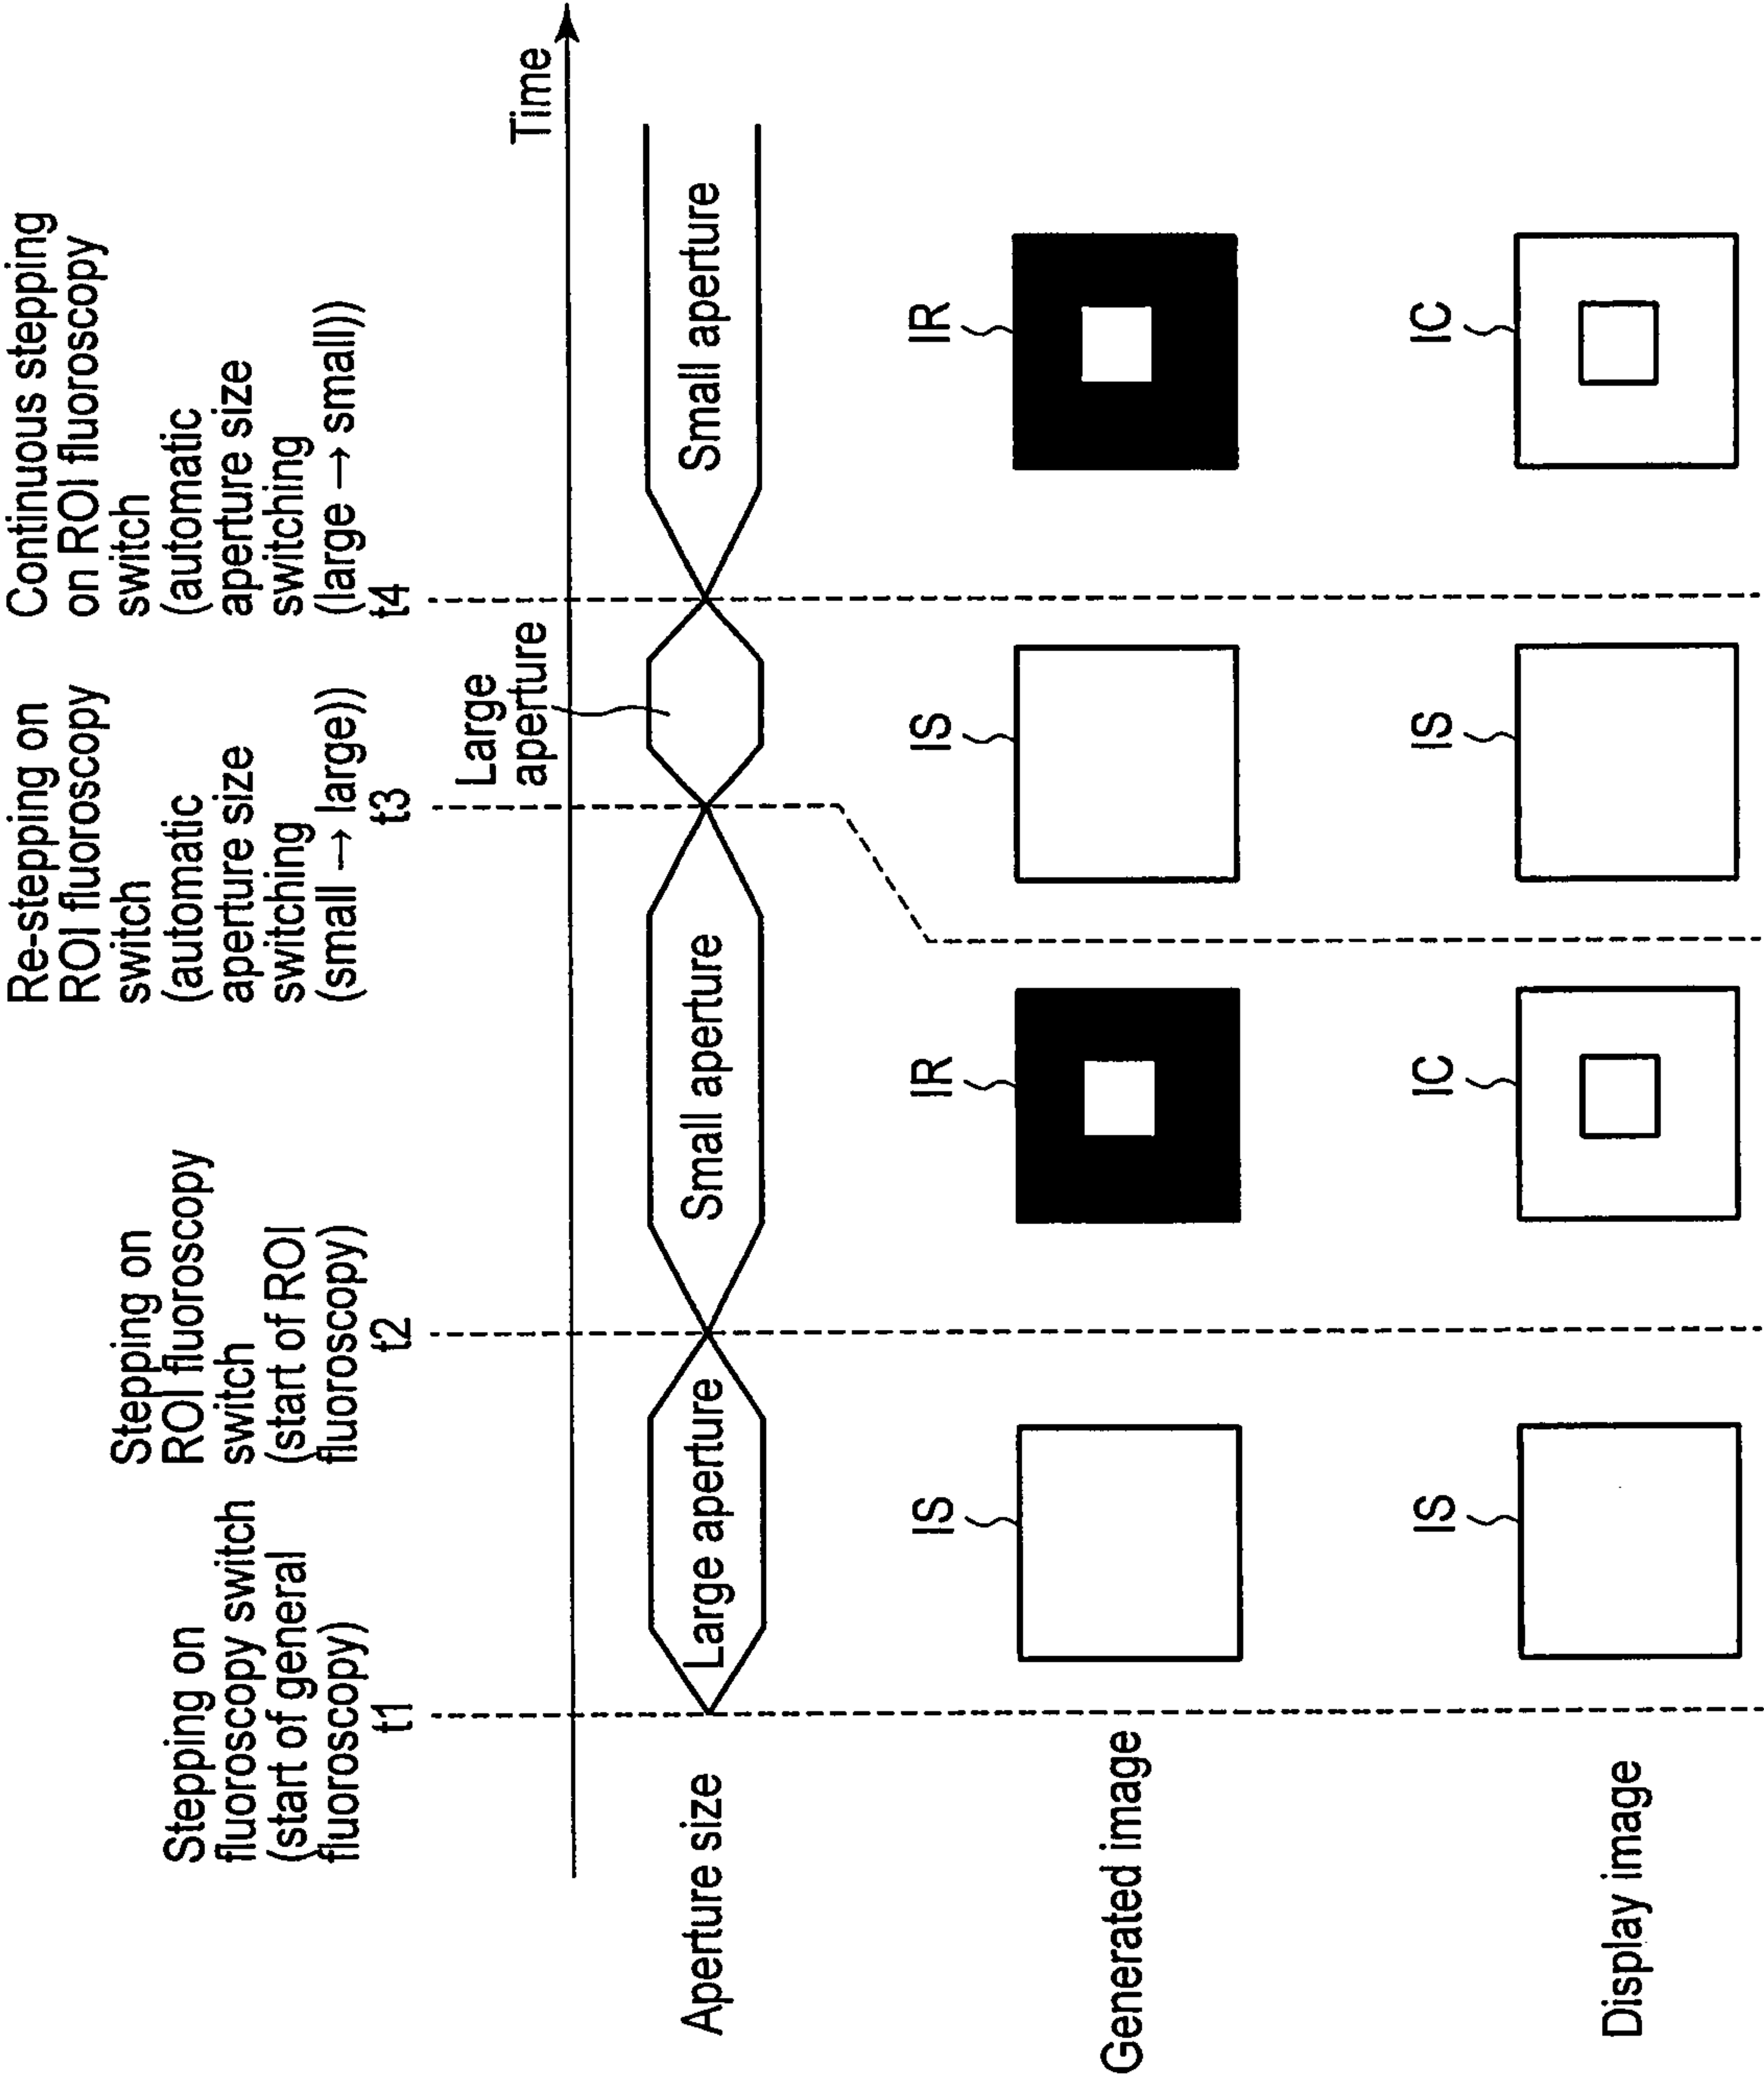 Stepping on
fluoroscopy switch
(start of general
fluoroscopy)
t1
Stepping on
ROI fluoroscopy
switch
(start of ROI
fluoroscopy)
t2
Re-stepping on
ROI fluoroscopy
switch
(automatic
aperture size
switching
(small → large))
t3
Continuous stepping
on ROI fluoroscopy
switch
(automatic
aperture size
switching
(large → small))
t4
Time
Large
aperture
Aperture size
Large aperture
Small aperture
Small aperture
Generated image
IS
IR
IS
IR
Display image
IS
IC
IS
IC